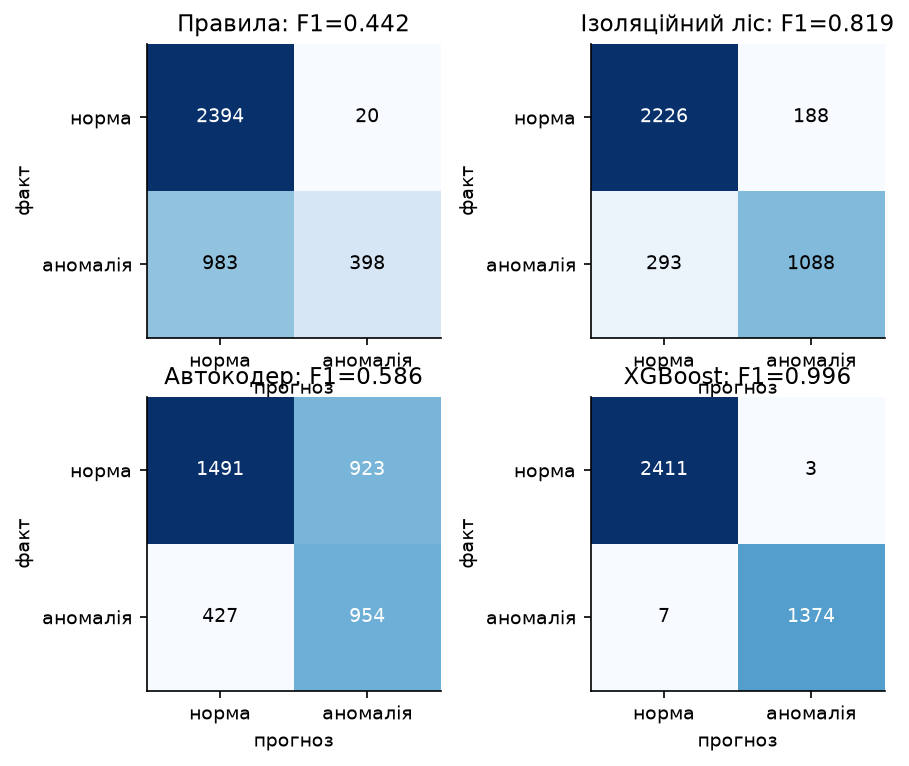 Правила: F1=0.442
норма
2394
20
факт
аномалія
983
398
норма
аномалія
прогноз
Ізоляційний ліс: F1=0.819
норма
2226
188
факт
аномалія
293
1088
норма
аномалія
прогноз
Автокодер: F1=0.586
норма
1491
923
факт
аномалія
427
954
норма
аномалія
прогноз
XGBoost: F1=0.996
норма
2411
3
факт
аномалія
7
1374
норма
аномалія
прогноз